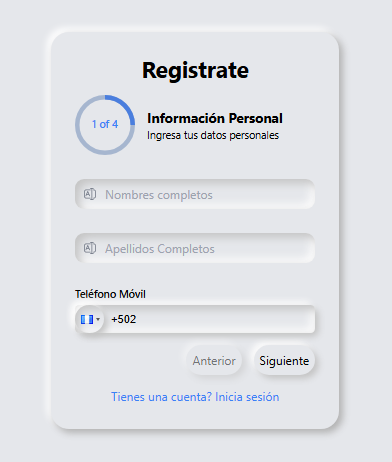 Registrate
1 of 4
Información Personal
Ingresa tus datos personales
Nombres completos
Apellidos Completos
Teléfono Móvil
+502
Anterior
Siguiente
Tienes una cuenta? Inicia sesión